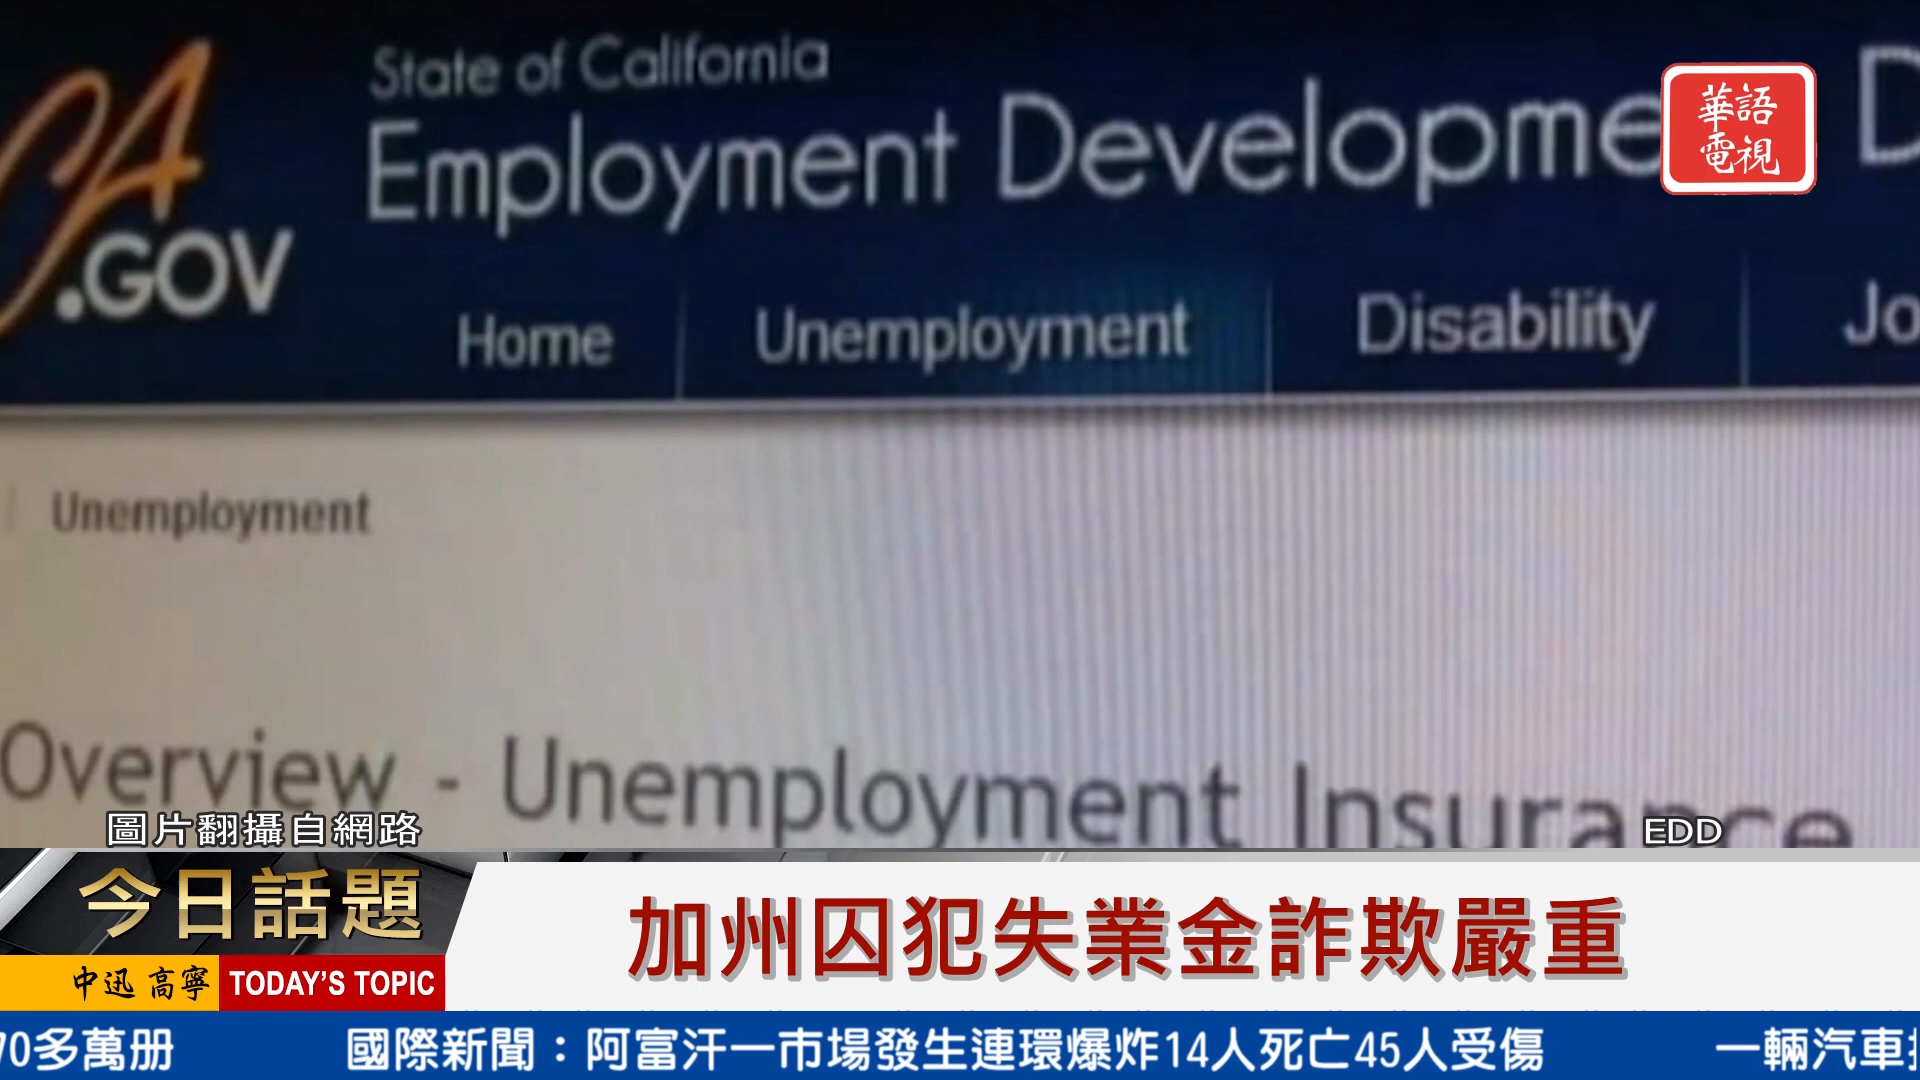 State of California
CA
.GOV
Employment Developme
D
華語
電視
Home
Unemployment
Disability
Jo
Unemployment
Overview - Unemployment Insurance
圖片翻攝自網路
EDD
今日話題
加州囚犯失業金詐欺嚴重
中迅 高寧
TODAY'S TOPIC
70多萬册
國際新聞：阿富汗一市場發生連環爆炸14人死亡45人受傷
一輛汽車